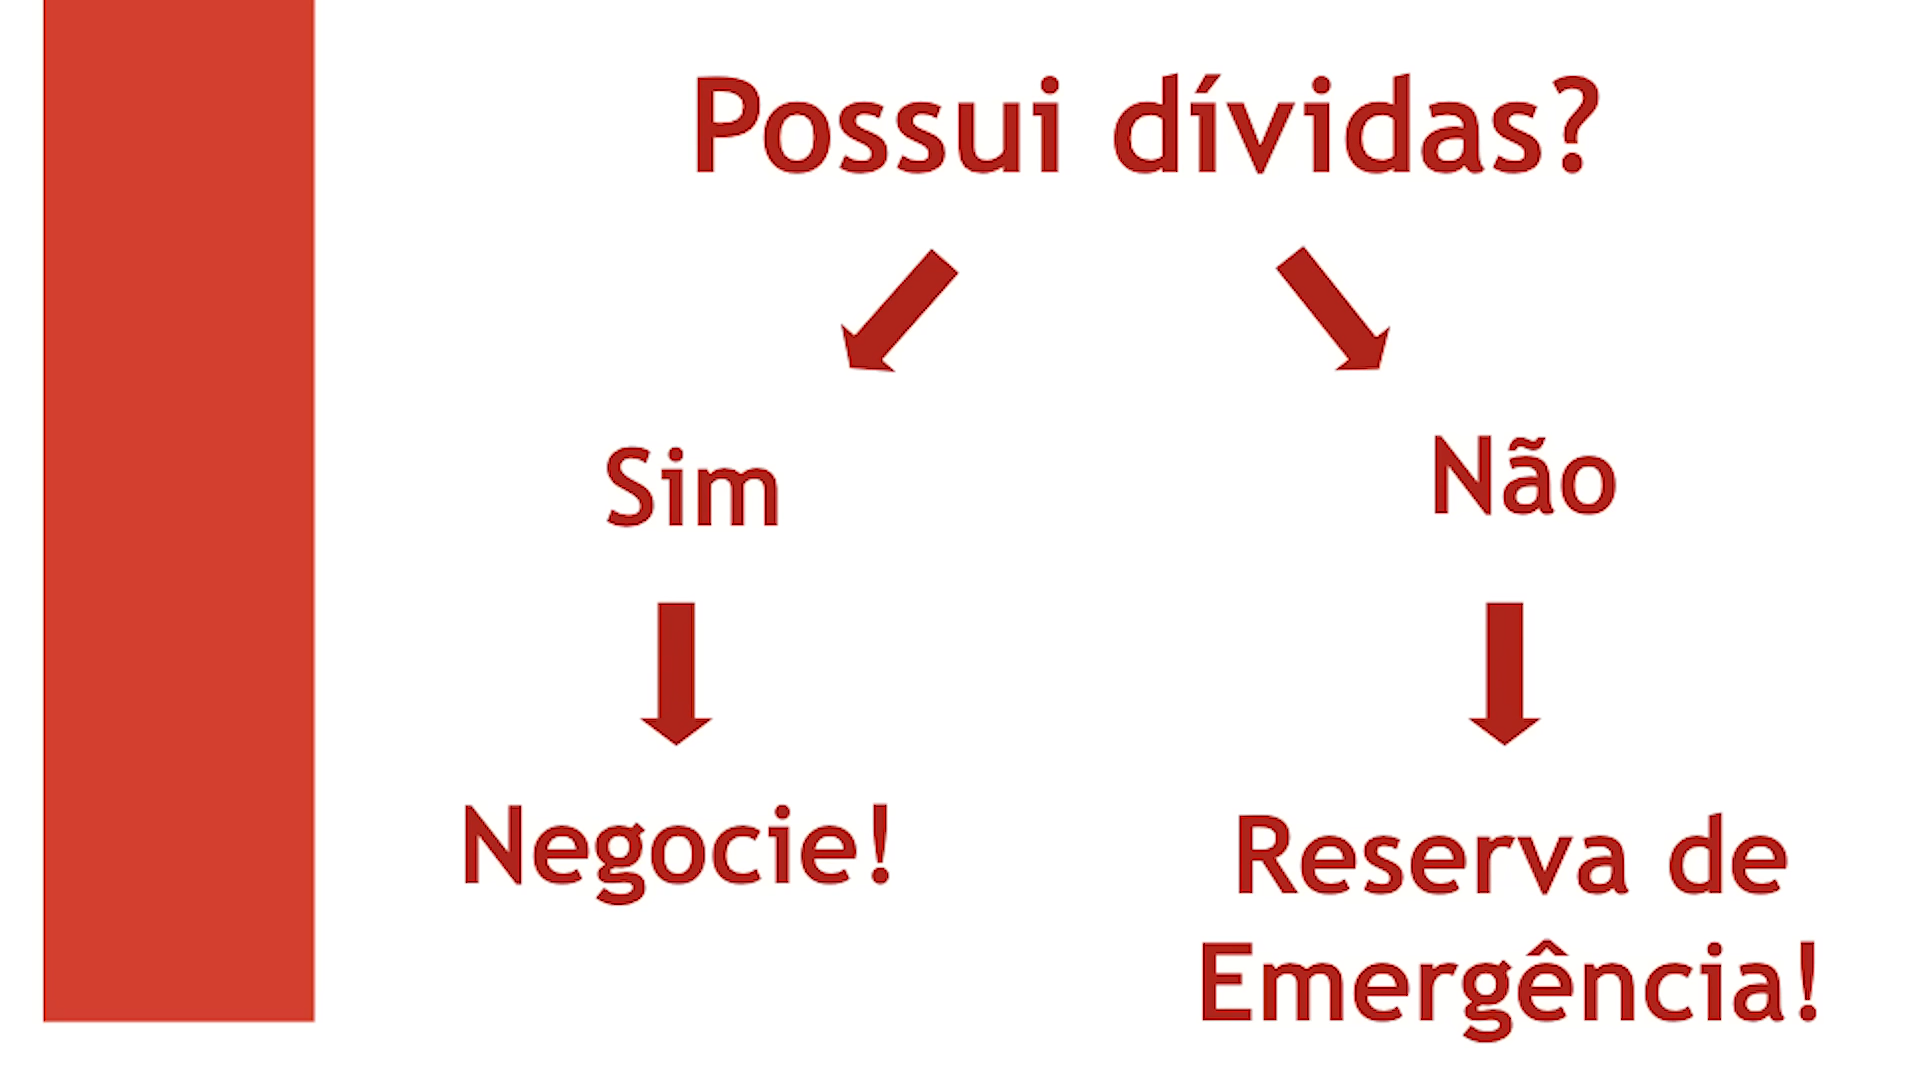 Possui dívidas?
Sim
Não
Negocie!
Reserva de
Emergência!